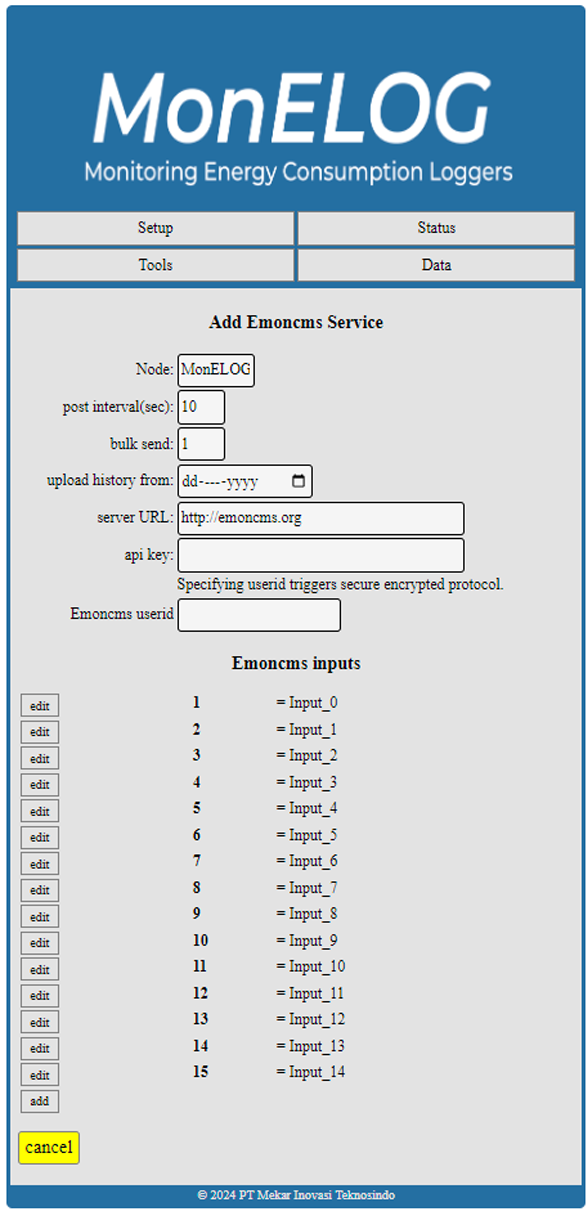 MonELOG
Monitoring Energy Consumption Loggers
Setup Status
Tools Data
Add Emoncms Service
Node: MonELOG
post interval(sec): 10
bulk send: 1
upload history from: dd----yyyy
server URL: http://emoncms.org
api key:
Specifying userid triggers secure encrypted protocol.
Emoncms userid
Emoncms inputs
edit 1 = Input_0
edit 2 = Input_1
edit 3 = Input_2
edit 4 = Input_3
edit 5 = Input_4
edit 6 = Input_5
edit 7 = Input_6
edit 8 = Input_7
edit 9 = Input_8
edit 10 = Input_9
edit 11 = Input_10
edit 12 = Input_11
edit 13 = Input_12
edit 14 = Input_13
edit 15 = Input_14
add
cancel
© 2024 PT Mekar Inovasi Teknosindo